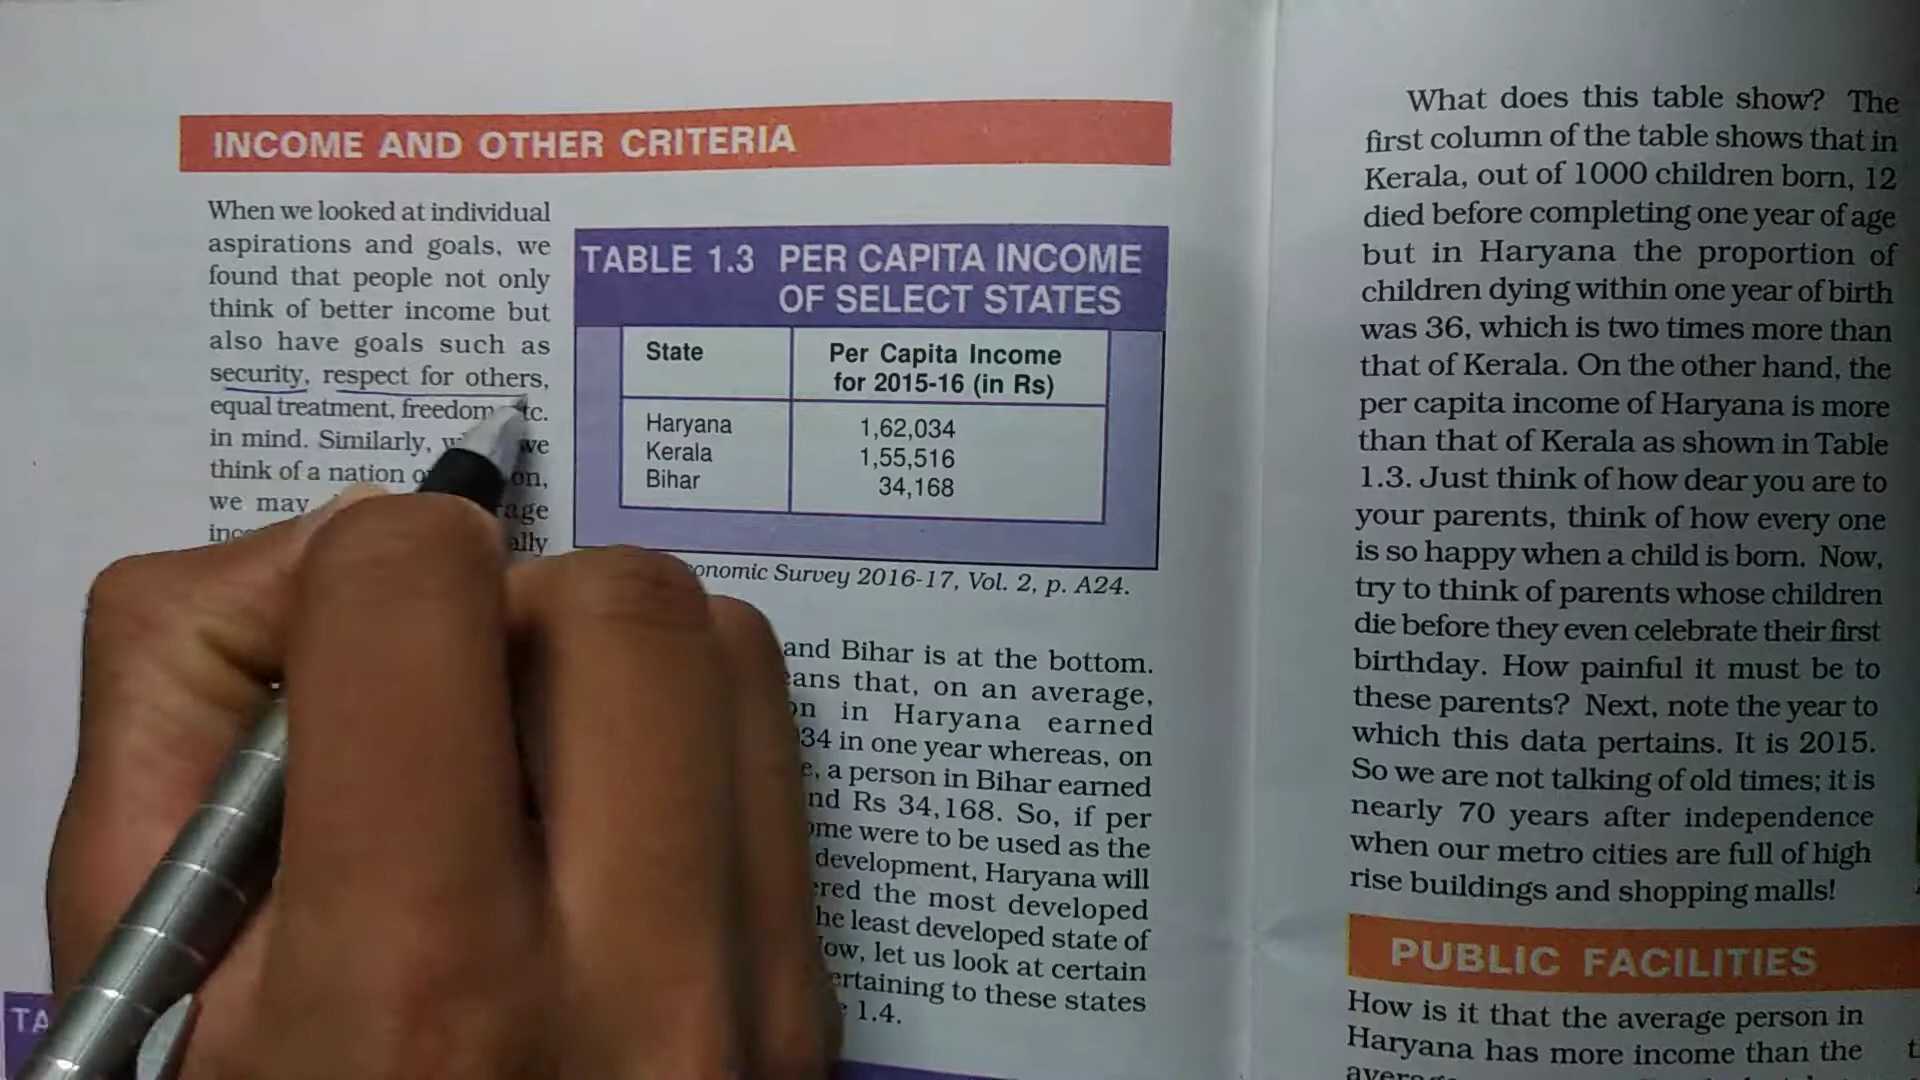 INCOME AND OTHER CRITERIA
When we looked at individual
aspirations and goals, we
found that people not only
think of better income but
also have goals such as
security, respect for others,
equal treatment, freedom
in mind. Similarly, we
think of a nation
we may
TABLE 1.3 PER CAPITA INCOME
OF SELECT STATES
State Per Capita Income
for 2015-16 (in Rs)
Haryana 1,62,034
Kerala 1,55,516
Bihar 34,168
Survey 2016-17, Vol. 2, p. A24.
and Bihar is at the bottom.
that, on an average,
in Haryana earned
34 in one year whereas, on
a person in Bihar earned
Rs 34,168. So, if per
were to be used as the
development, Haryana will
the most developed
least developed state of
let us look at certain
to these states
1.4.
What does this table show? The
first column of the table shows that in
Kerala, out of 1000 children born, 12
died before completing one year of age
but in Haryana the proportion of
children dying within one year of birth
was 36, which is two times more than
that of Kerala. On the other hand, the
per capita income of Haryana is more
than that of Kerala as shown in Table
1.3. Just think of how dear you are to
your parents, think of how every one
is so happy when a child is born. Now,
try to think of parents whose children
die before they even celebrate their first
birthday. How painful it must be to
these parents? Next, note the year to
which this data pertains. It is 2015.
So we are not talking of old times; it is
nearly 70 years after independence
when our metro cities are full of high
rise buildings and shopping malls!
PUBLIC FACILITIES
How is it that the average person in
Haryana has more income than the